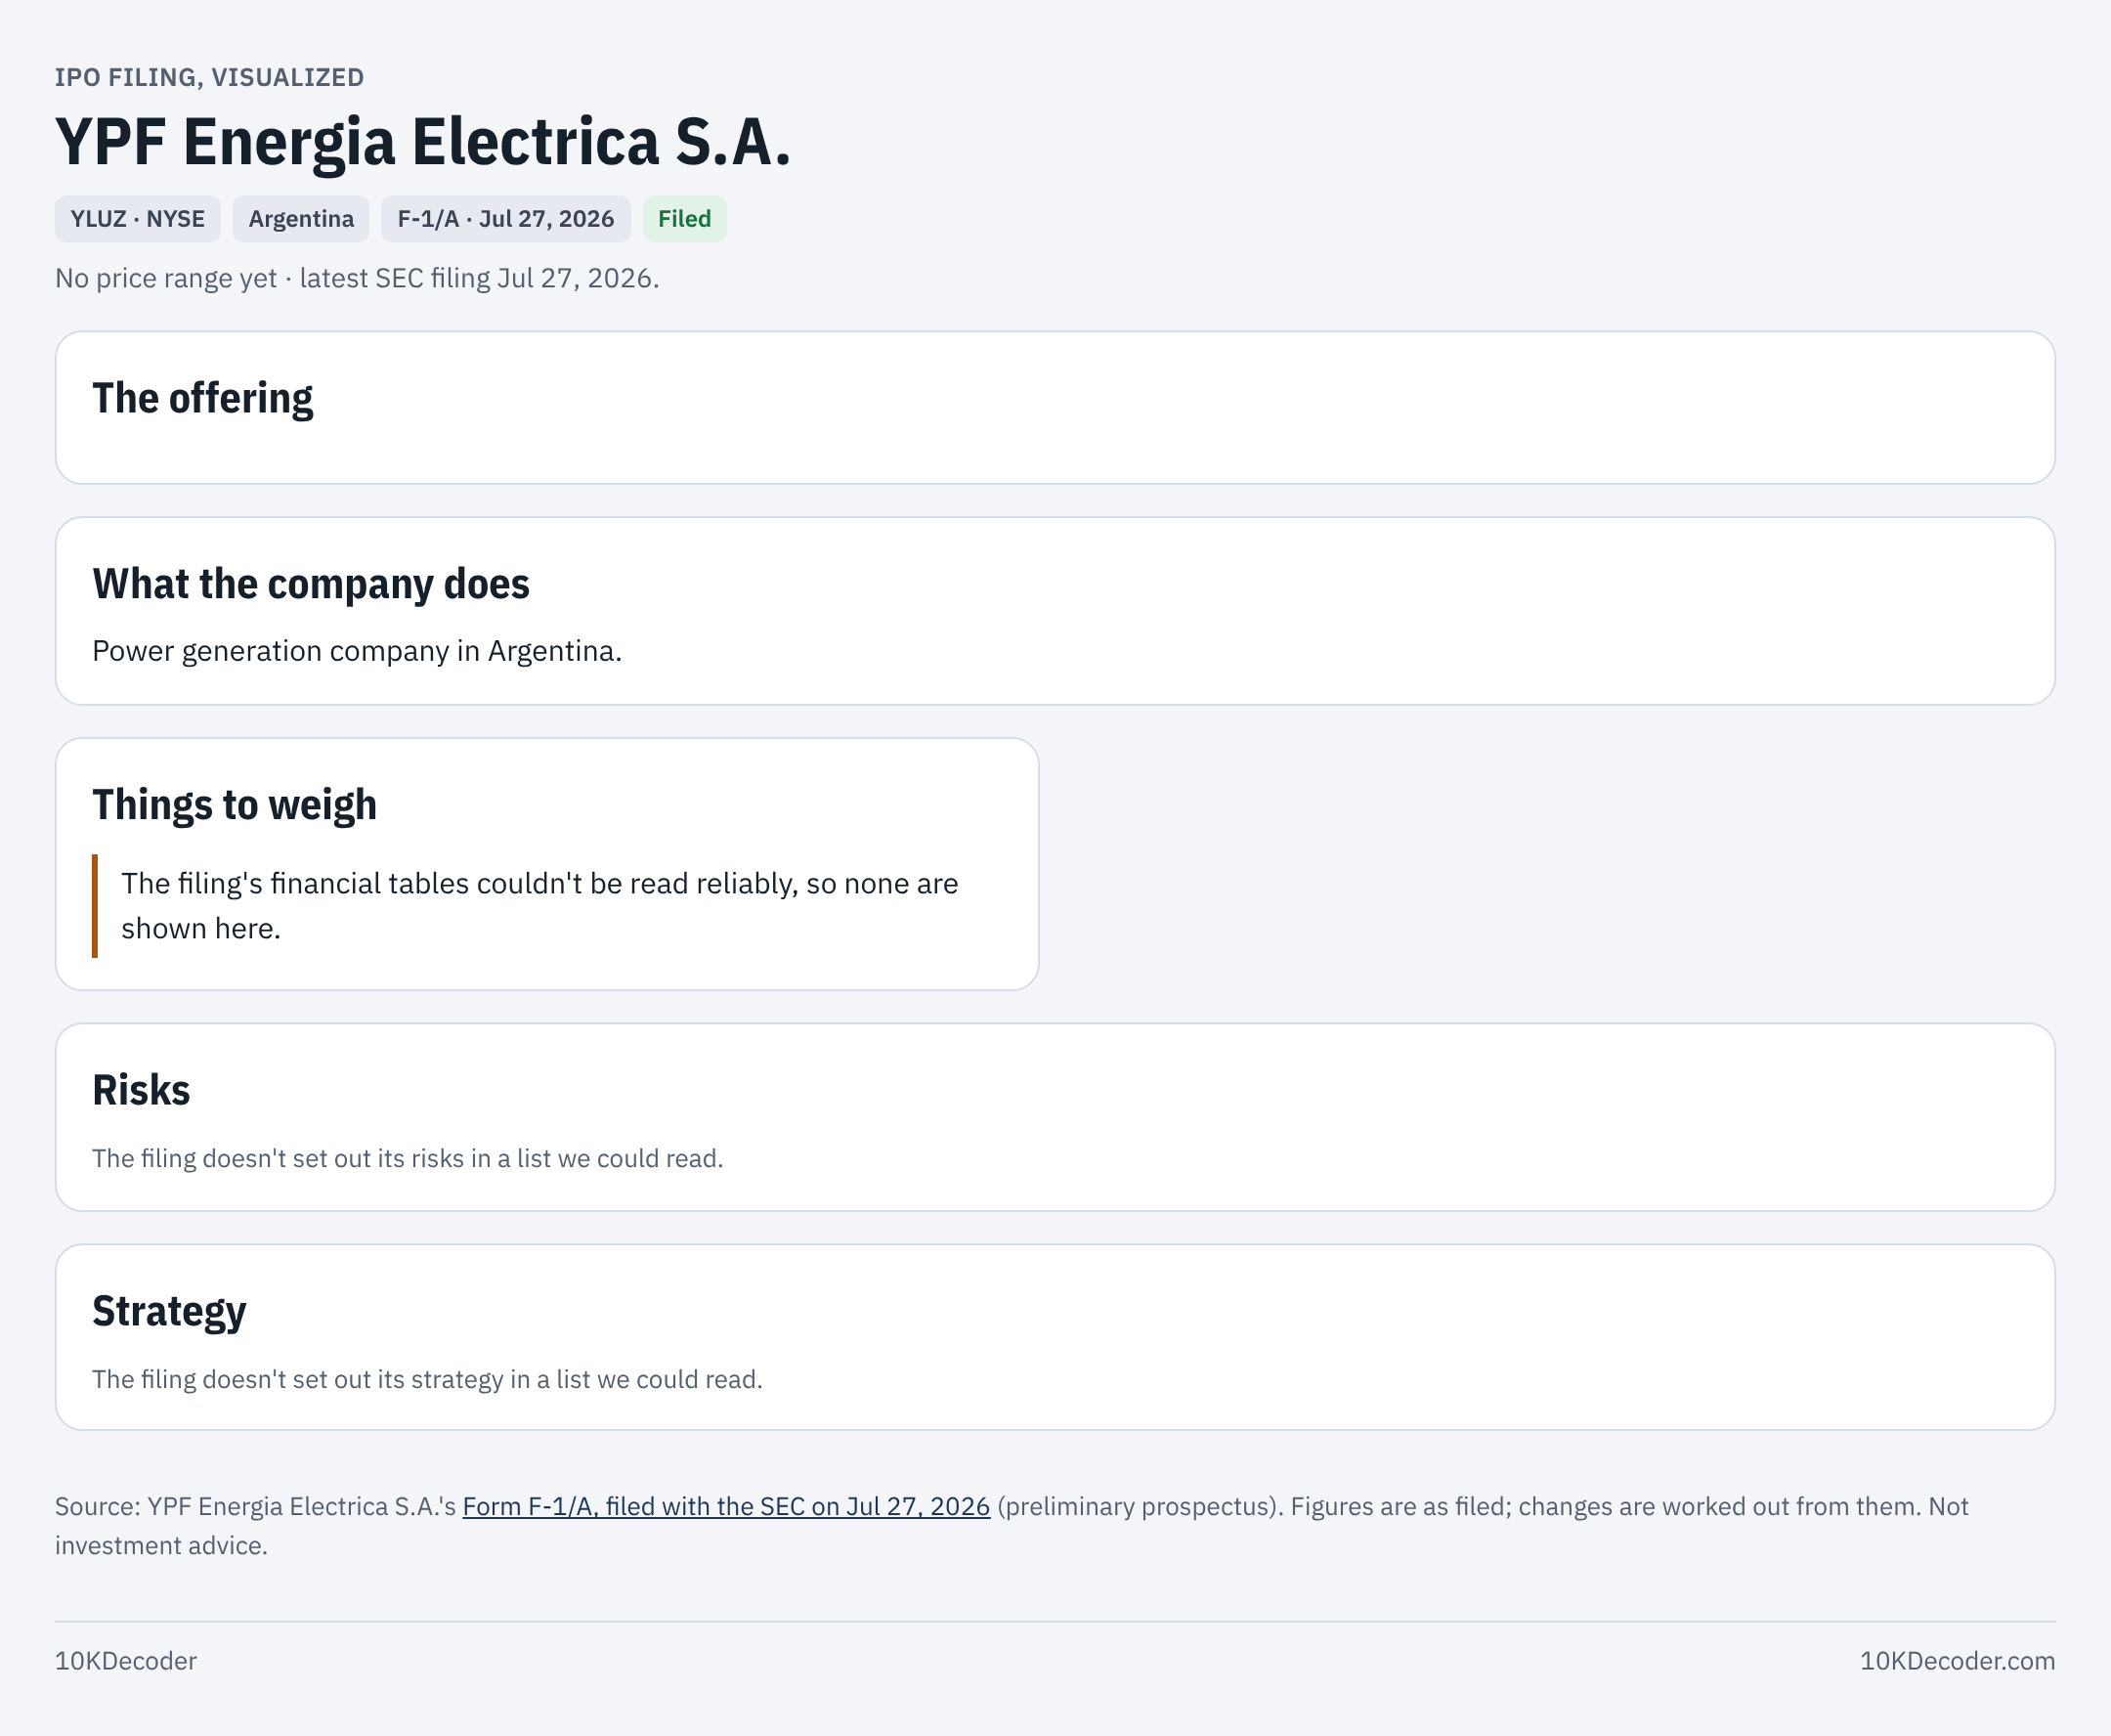 IPO FILING, VISUALIZED
YPF Energia Electrica S.A.
YLUZ · NYSE Argentina F-1/A · Jul 27, 2026 Filed
No price range yet · latest SEC filing Jul 27, 2026.
The offering
What the company does
Power generation company in Argentina.
Things to weigh
The filing's financial tables couldn't be read reliably, so none are
shown here.
Risks
The filing doesn't set out its risks in a list we could read.
Strategy
The filing doesn't set out its strategy in a list we could read.
Source: YPF Energia Electrica S.A.'s Form F-1/A, filed with the SEC on Jul 27, 2026 (preliminary prospectus). Figures are as filed; changes are worked out from them. Not
investment advice.
10KDecoder 10KDecoder.com